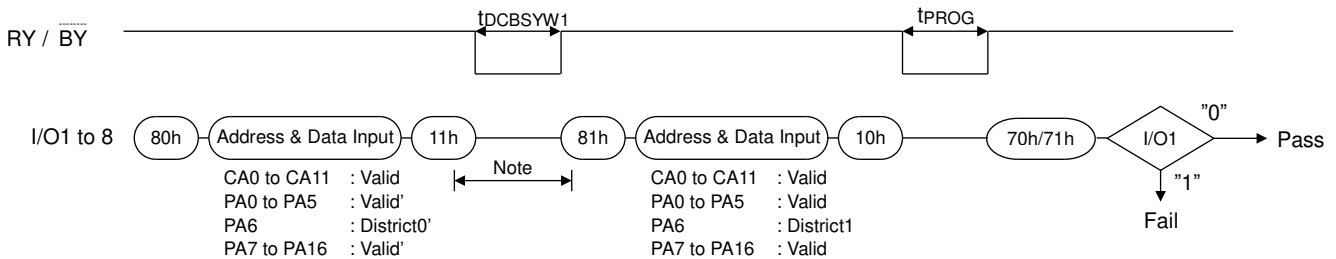 tDCBSYW1
tPROG
RY / BY
"0"
I/O1 to 8 80h Address & Data Input 11h 81h Address & Data Input 10h 70h/71h I/O1 Pass
Note
"1"
CA0 to CA11 : Valid
PA0 to PA5 : Valid'
PA6 : District0'
PA7 to PA16 : Valid'
CA0 to CA11 : Valid
PA0 to PA5 : Valid
PA6 : District1
PA7 to PA16 : Valid
Fail